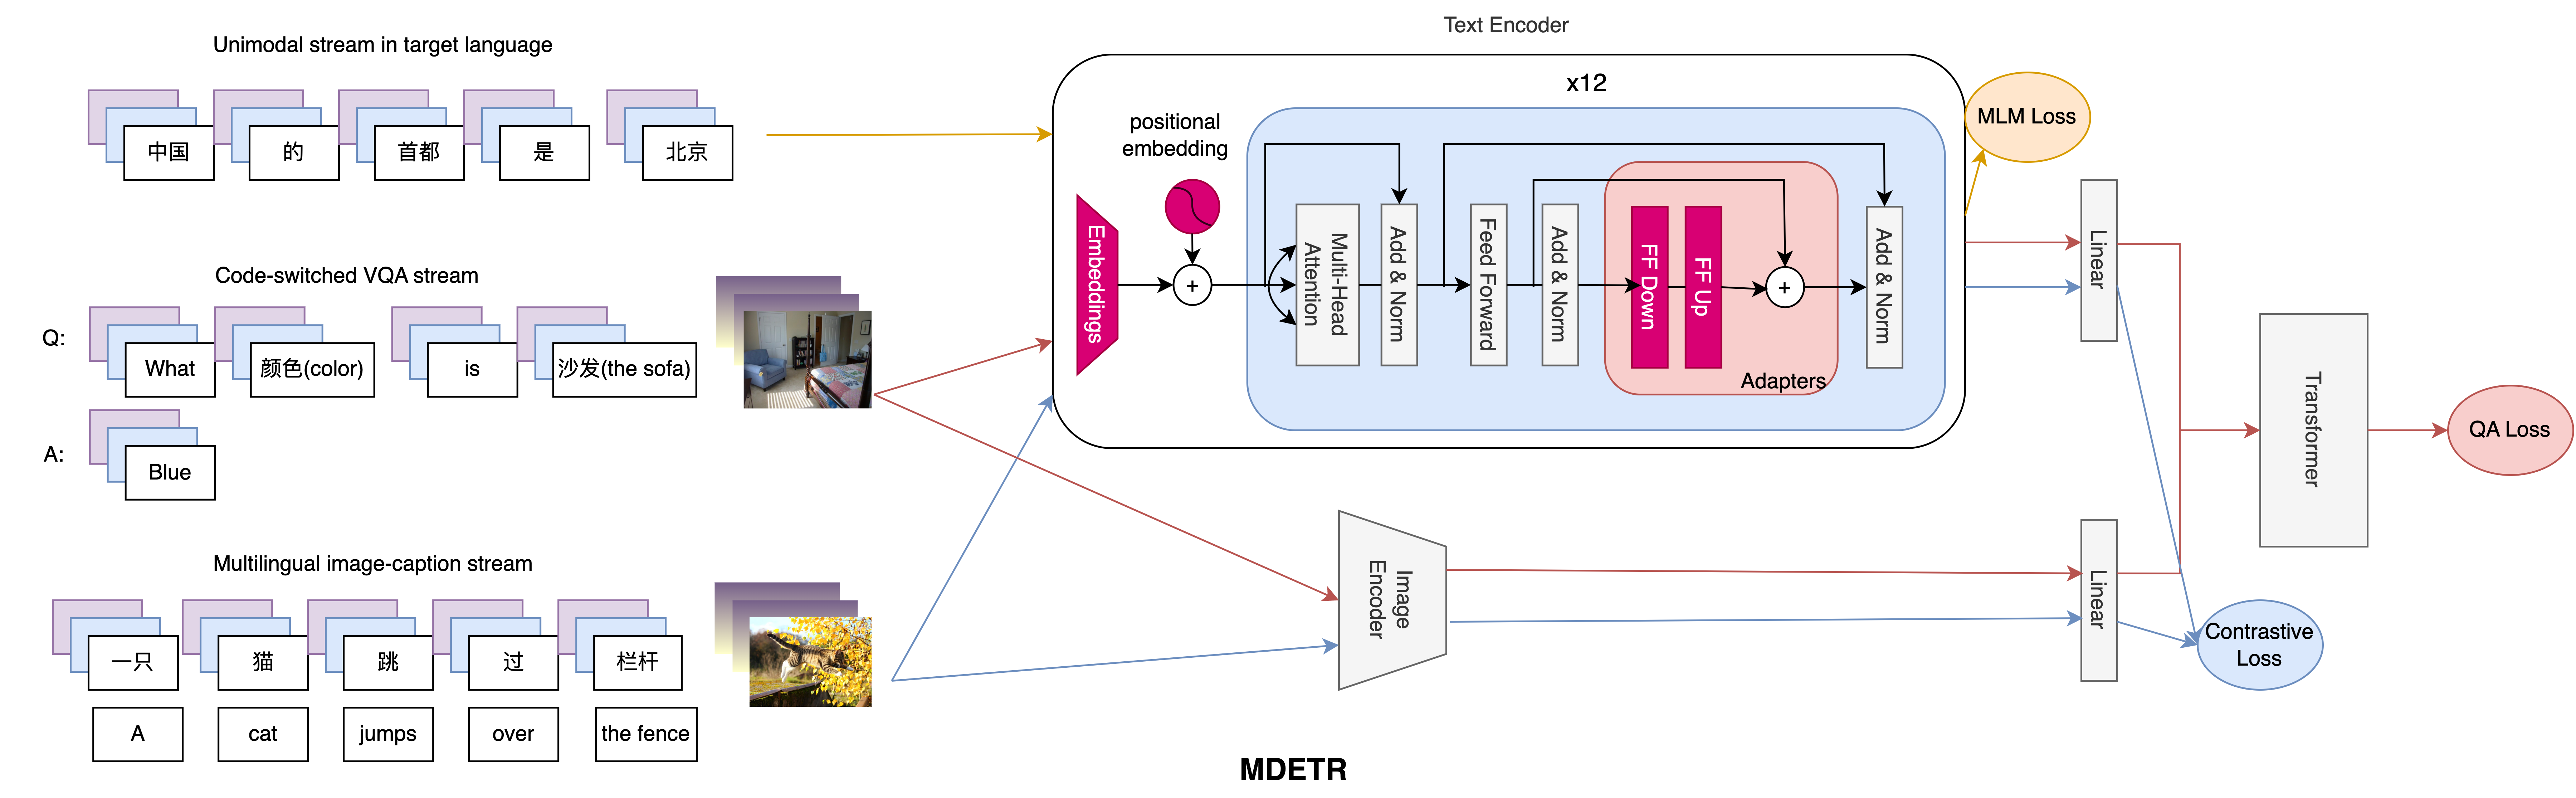 Text Encoder
Unimodal stream in target language
中国 的 首都 是 北京
Code-switched VQA stream
Q:
What 颜色(color) is 沙发(the sofa)
A:
Blue
Multilingual image-caption stream
一只 猫 跳 过 栏杆
A cat jumps over the fence
x12
positional
embedding
Embeddings
+
Multi-Head
Attention
Add & Norm
Feed Forward
Add & Norm
FF Down
FF Up
+
Adapters
Add & Norm
MLM Loss
Linear
Image
Encoder
Linear
Transformer
QA Loss
Contrastive
Loss
MDETR